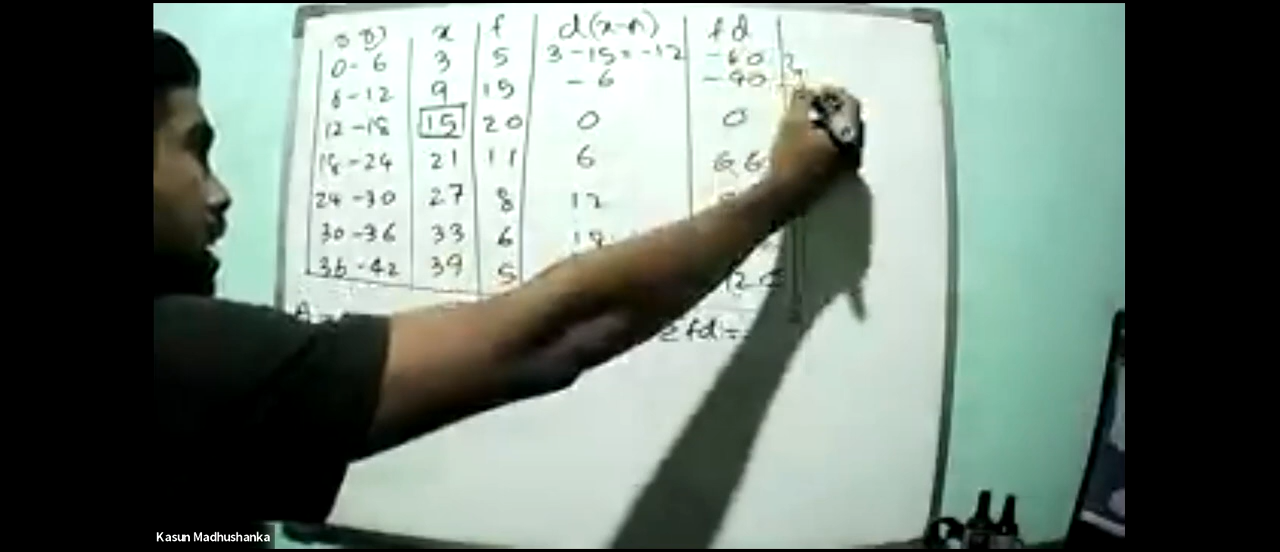 x f d(x-A) fd
0-6 3 5 3-15=-12 -60
6-12 9 15 -6 -90
12-18 15 20 0 0
18-24 21 11 6 66
24-30 27 8 12
30-36 33 6 18
36-42 39 5
A
Σfd =
Kasun Madhushanka